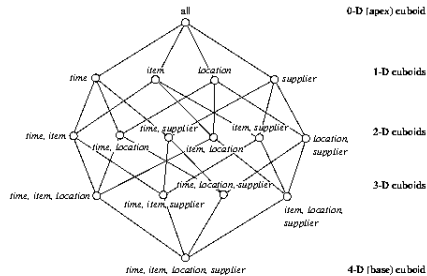 all
0-D (apex) cuboid
time
item
location
supplier
1-D cuboids
time, item
time, location
time, supplier
item, location
item, supplier
location,
supplier
2-D cuboids
time, item, location
time, item, supplier
time, location, supplier
item, location,
supplier
3-D cuboids
time, item, location, supplier
4-D (base) cuboid